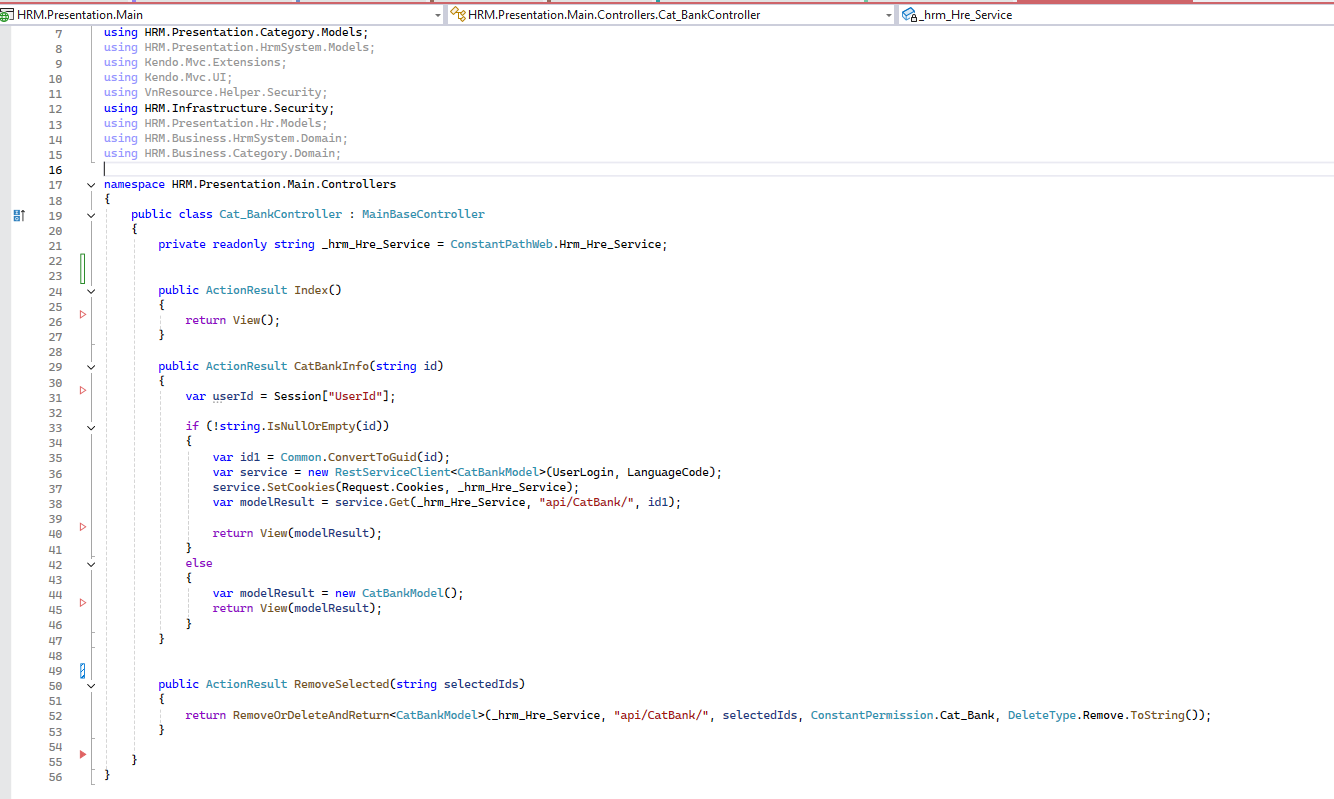 HRM.Presentation.Main HRM.Presentation.Main.Controllers.Cat_BankController _hrm_Hre_Service
7 using HRM.Presentation.Category.Models;
8 using HRM.Presentation.HrmSystem.Models;
9 using Kendo.Mvc.Extensions;
10 using Kendo.Mvc.UI;
11 using VnResource.Helper.Security;
12 using HRM.Infrastructure.Security;
13 using HRM.Presentation.Hr.Models;
14 using HRM.Business.HrmSystem.Domain;
15 using HRM.Business.Category.Domain;
16
17 namespace HRM.Presentation.Main.Controllers
18 {
19 public class Cat_BankController : MainBaseController
20 {
21 private readonly string _hrm_Hre_Service = ConstantPathWeb.Hrm_Hre_Service;
22
23
24 public ActionResult Index()
25 {
26 return View();
27 }
28
29 public ActionResult CatBankInfo(string id)
30 {
31 var userId = Session["UserId"];
32
33 if (!string.IsNullOrEmpty(id))
34 {
35 var id1 = Common.ConvertToGuid(id);
36 var service = new RestServiceClient<CatBankModel>(UserLogin, LanguageCode);
37 service.SetCookies(Request.Cookies, _hrm_Hre_Service);
38 var modelResult = service.Get(_hrm_Hre_Service, "api/CatBank/", id1);
39
40 return View(modelResult);
41 }
42 else
43 {
44 var modelResult = new CatBankModel();
45 return View(modelResult);
46 }
47 }
48
49
50 public ActionResult RemoveSelected(string selectedIds)
51 {
52 return RemoveOrDeleteAndReturn<CatBankModel>(_hrm_Hre_Service, "api/CatBank/", selectedIds, ConstantPermission.Cat_Bank, DeleteType.Remove.ToString());
53 }
54
55 }
56 }